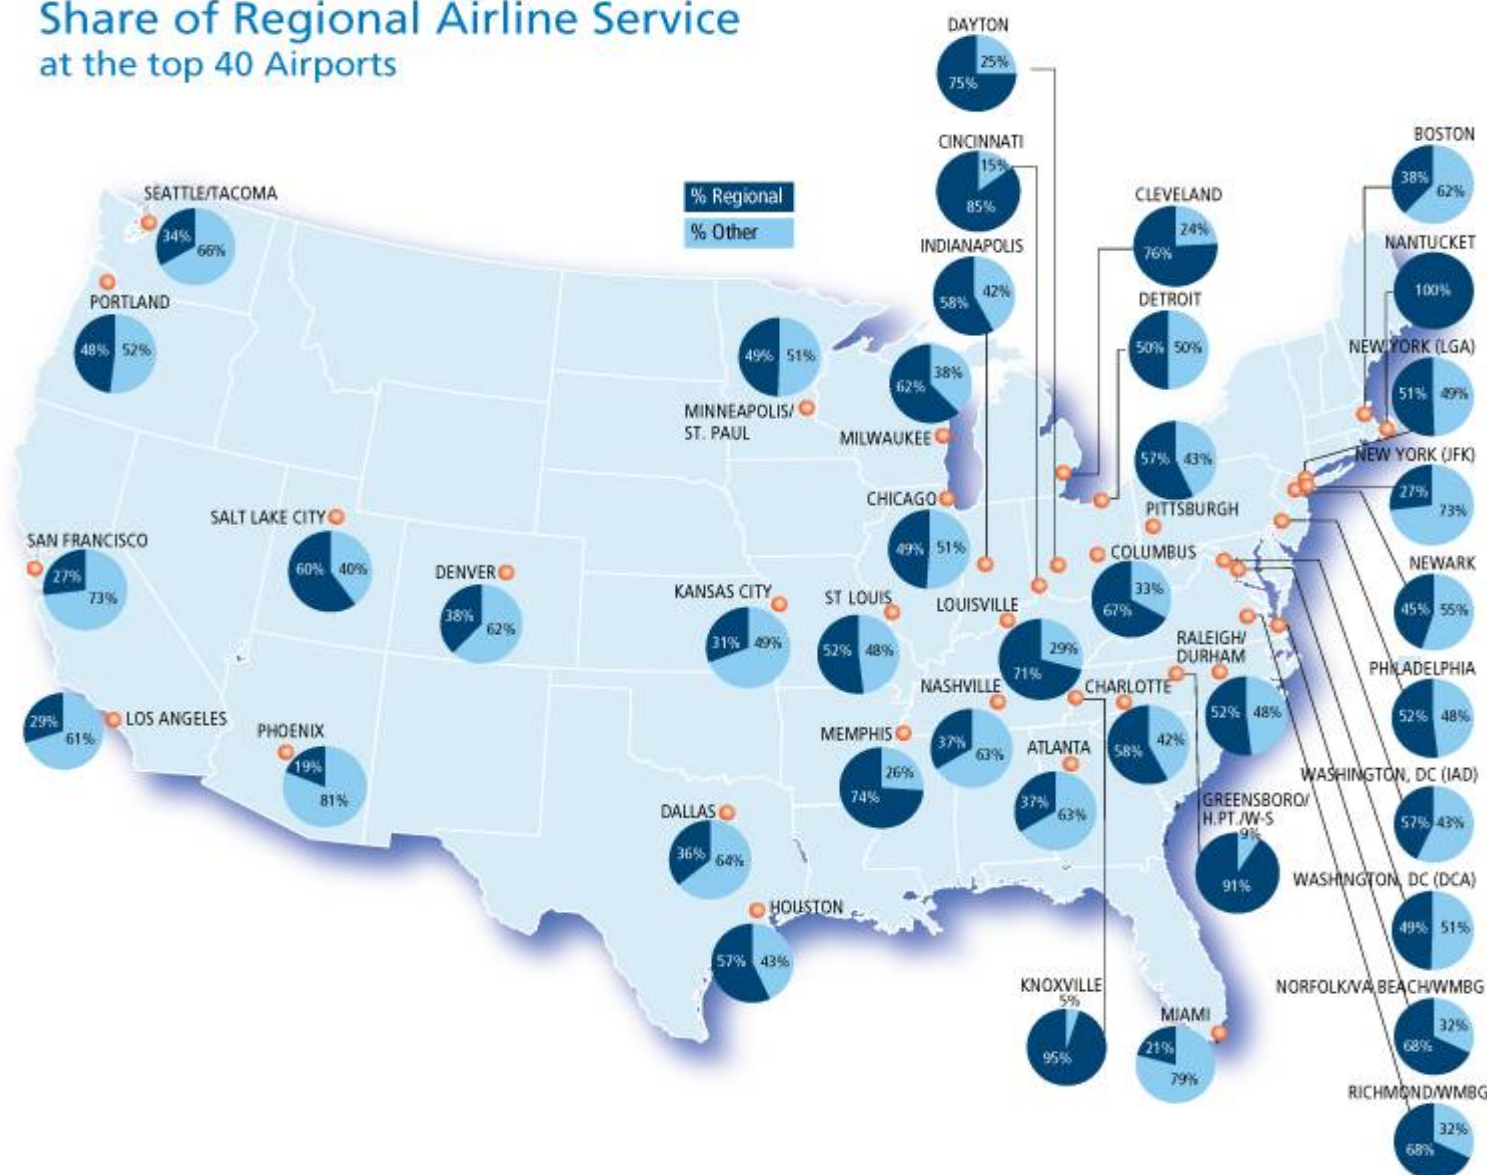 Share of Regional Airline Service
at the top 40 Airports
% Regional
% Other
SEATTLE/TACOMA
34%
66%
PORTLAND
48%
52%
SAN FRANCISCO
27%
73%
LOS ANGELES
29%
61%
SALT LAKE CITY
60%
40%
PHOENIX
19%
81%
DENVER
38%
62%
MINNEAPOLIS/
ST. PAUL
49%
51%
MILWAUKEE
62%
38%
CHICAGO
49%
51%
KANSAS CITY
31%
49%
ST LOUIS
52%
48%
DALLAS
36%
64%
HOUSTON
57%
43%
MEMPHIS
74%
26%
NASHVILLE
37%
63%
ATLANTA
37%
63%
LOUISVILLE
71%
29%
DAYTON
75%
25%
CINCINNATI
15%
85%
INDIANAPOLIS
58%
42%
CLEVELAND
76%
24%
DETROIT
50%
50%
57%
43%
PITTSBURGH
COLUMBUS
67%
33%
RALEIGH/
DURHAM
52%
48%
CHARLOTTE
58%
42%
GREENSBORO/
H.PT./W-S
9%
91%
KNOXVILLE
5%
95%
MIAMI
21%
79%
BOSTON
38%
62%
NANTUCKET
100%
NEW YORK (LGA)
51%
49%
NEW YORK (JFK)
27%
73%
NEWARK
45%
55%
PHILADELPHIA
52%
48%
WASHINGTON, DC (IAD)
57%
43%
WASHINGTON, DC (DCA)
49%
51%
NORFOLK/VA BEACH/WMBG
68%
32%
RICHMOND/WMBG
68%
32%